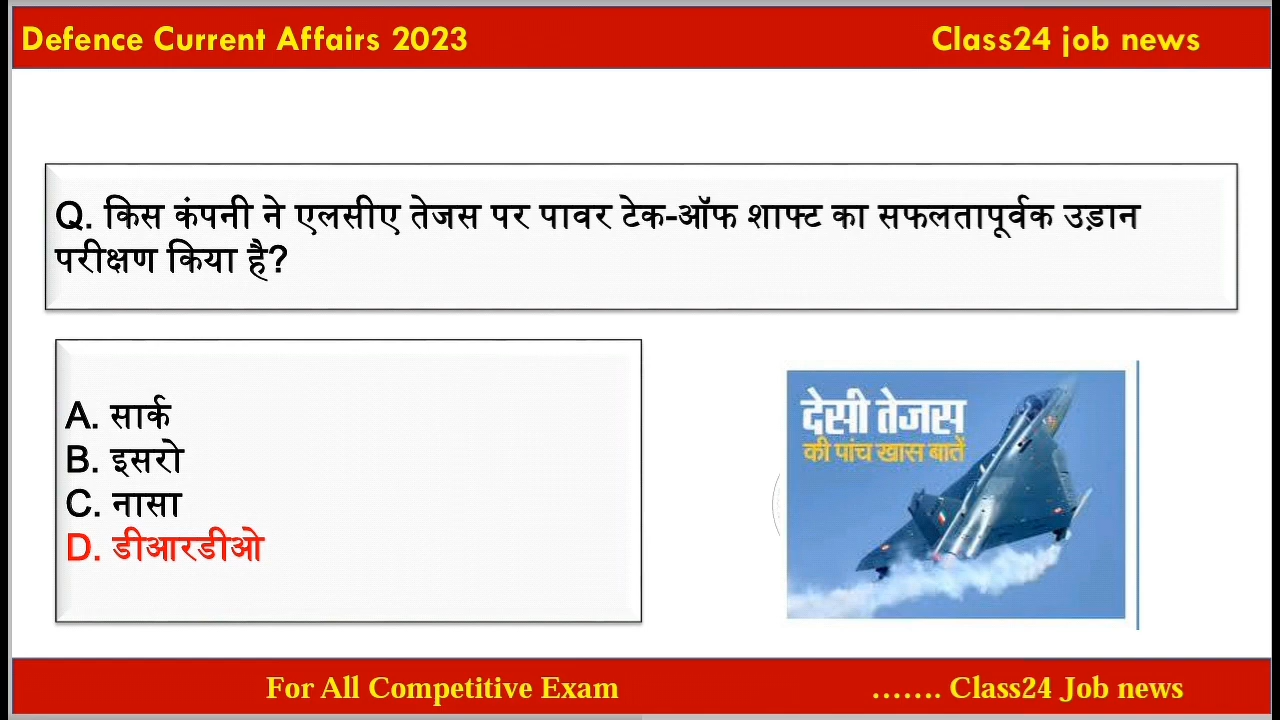 Defence Current Affairs 2023 Class24 job news
Q. किस कंपनी ने एलसीए तेजस पर पावर टेक-ऑफ शाफ्ट का सफलतापूर्वक उड़ान
परीक्षण किया है?
A. सार्क
B. इसरो
C. नासा
D. डीआरडीओ
देसी तेजस
की पांच खास बातें
For All Competitive Exam ....... Class24 Job news